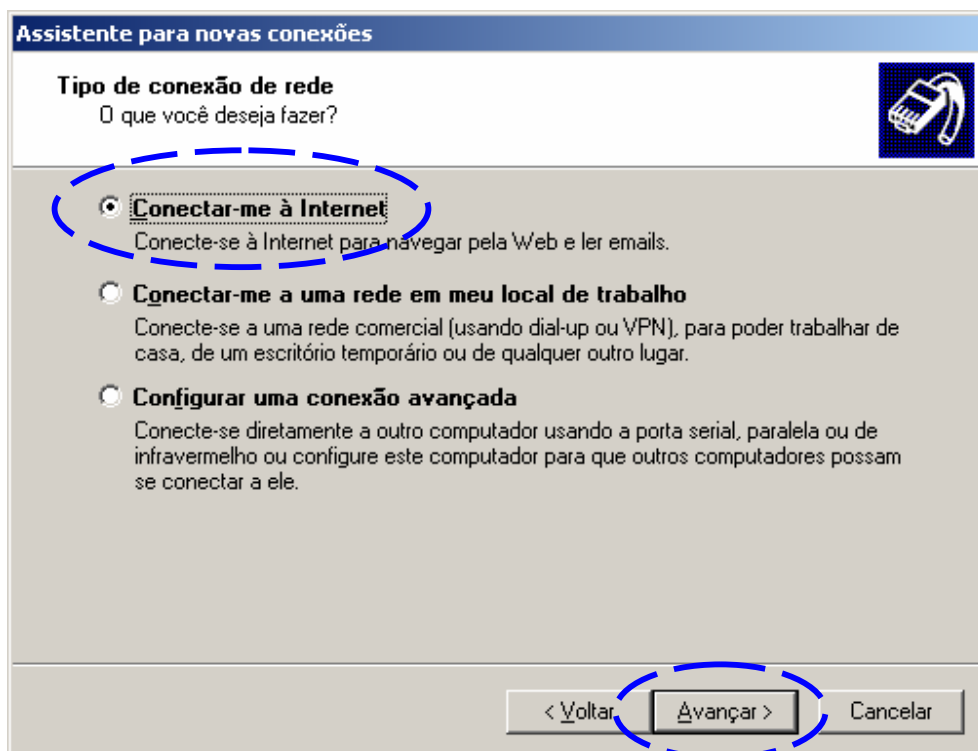 Assistente para novas conexões
Tipo de conexão de rede
O que você deseja fazer?
Conectar-me à Internet
Conecte-se à Internet para navegar pela Web e ler emails.
Conectar-me a uma rede em meu local de trabalho
Conecte-se a uma rede comercial (usando dial-up ou VPN), para poder trabalhar de
casa, de um escritório temporário ou de qualquer outro lugar.
Configurar uma conexão avançada
Conecte-se diretamente a outro computador usando a porta serial, paralela ou de
infravermelho ou configure este computador para que outros computadores possam
se conectar a ele.
< Voltar Avançar > Cancelar